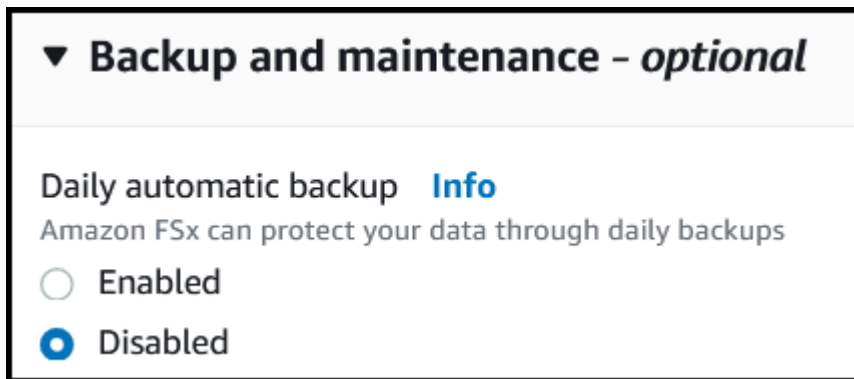 Backup and maintenance - optional
Daily automatic backup Info
Amazon FSx can protect your data through daily backups
Enabled
Disabled